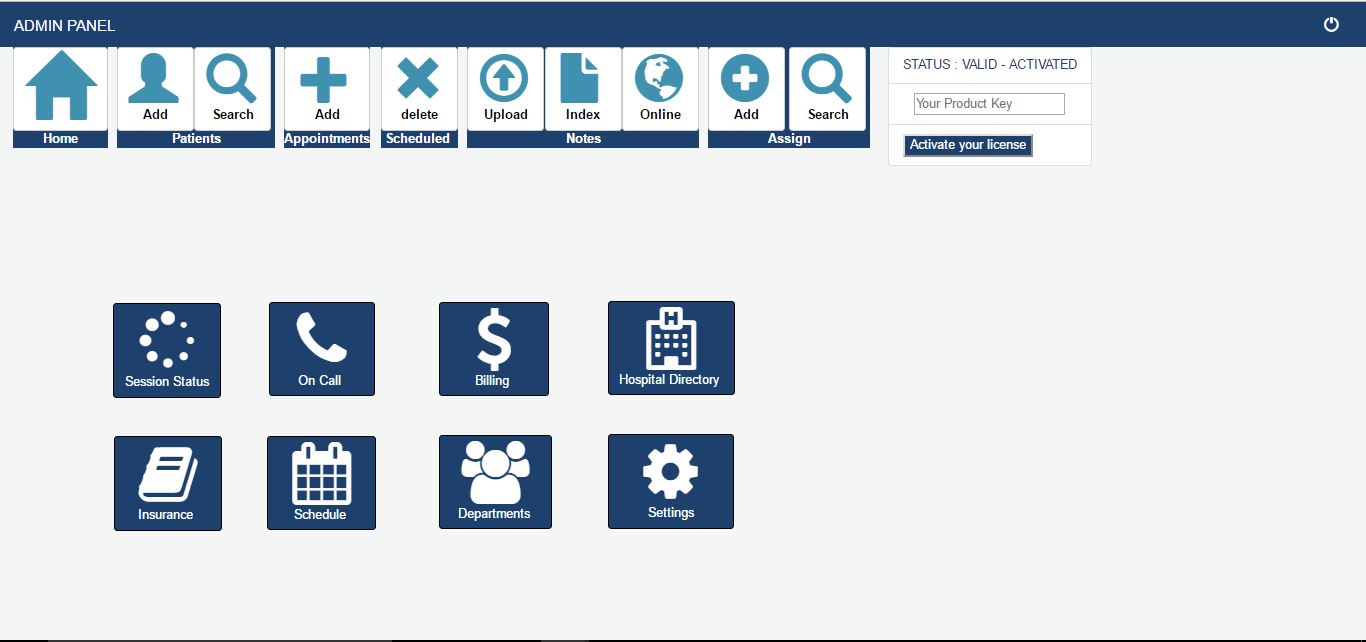 ADMIN PANEL
Add
Search
Add
delete
Upload
Index
Online
Add
Search
Home
Patients
Appointments
Scheduled
Notes
Assign
STATUS : VALID - ACTIVATED
Your Product Key
Activate your license
Session Status
On Call
Billing
H
Hospital Directory
Insurance
Schedule
Departments
Settings